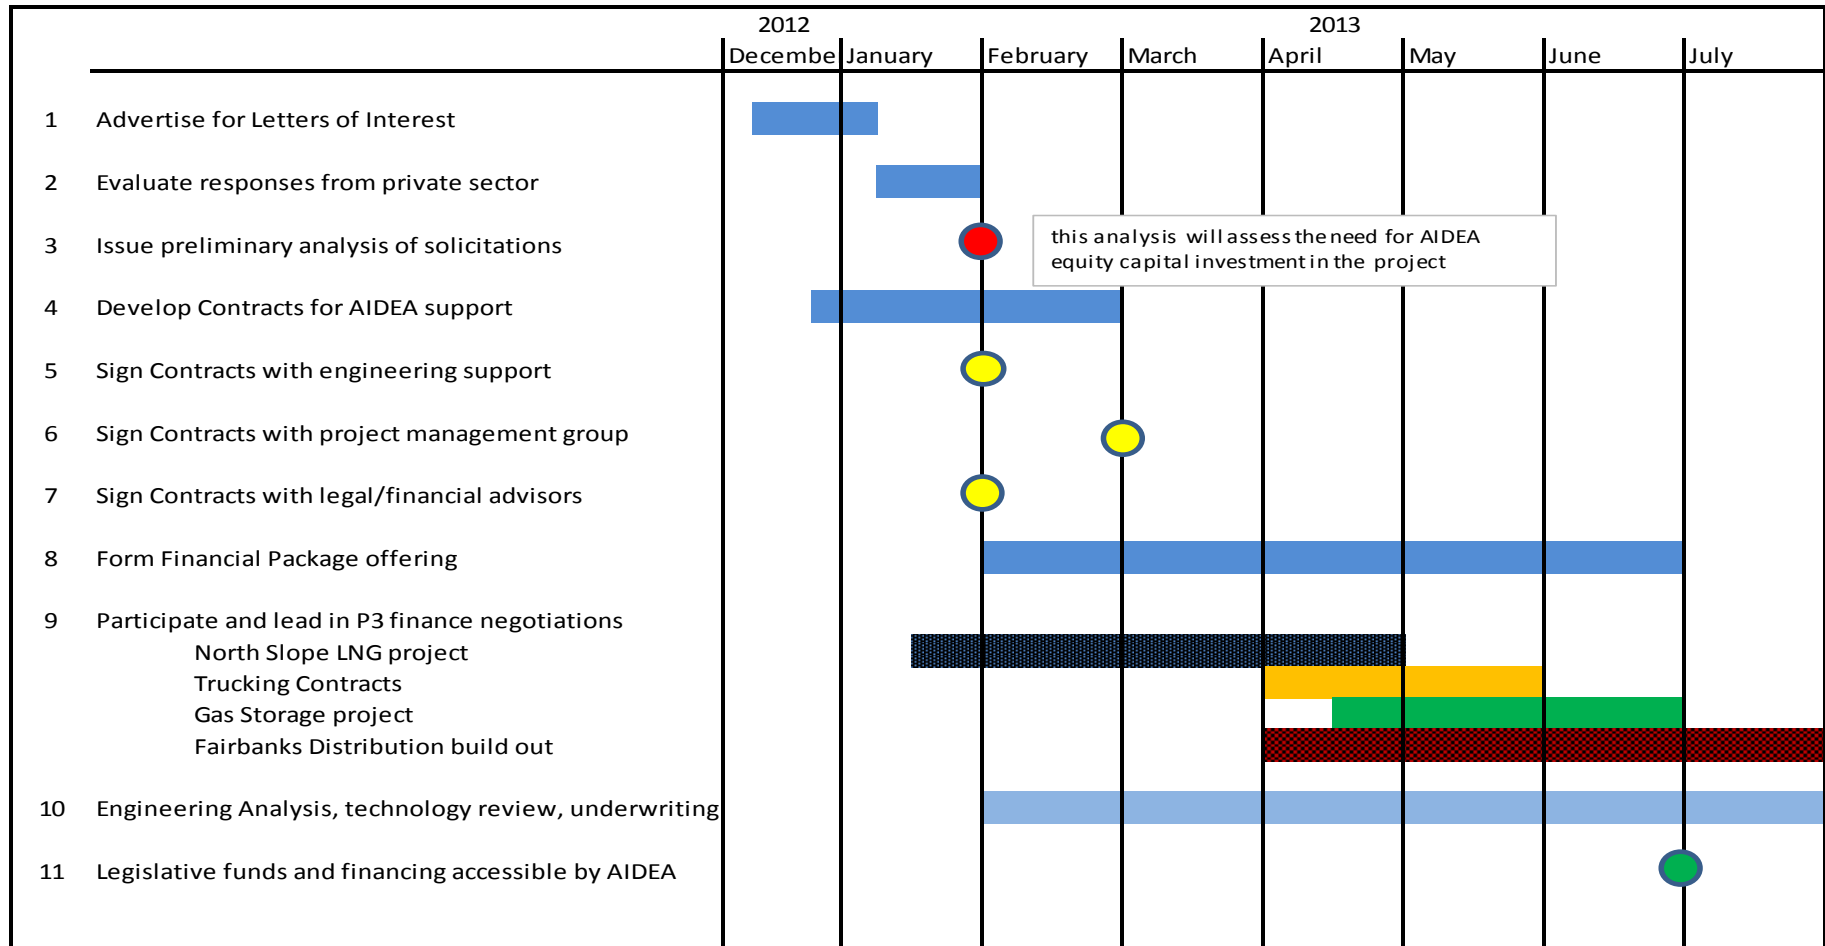 2012 2013
Decembe January February March April May June July
1 Advertise for Letters of Interest
2 Evaluate responses from private sector
3 Issue preliminary analysis of solicitations
this analysis will assess the need for AIDEA
equity capital investment in the project
4 Develop Contracts for AIDEA support
5 Sign Contracts with engineering support
6 Sign Contracts with project management group
7 Sign Contracts with legal/financial advisors
8 Form Financial Package offering
9 Participate and lead in P3 finance negotiations
North Slope LNG project
Trucking Contracts
Gas Storage project
Fairbanks Distribution build out
10 Engineering Analysis, technology review, underwriting
11 Legislative funds and financing accessible by AIDEA